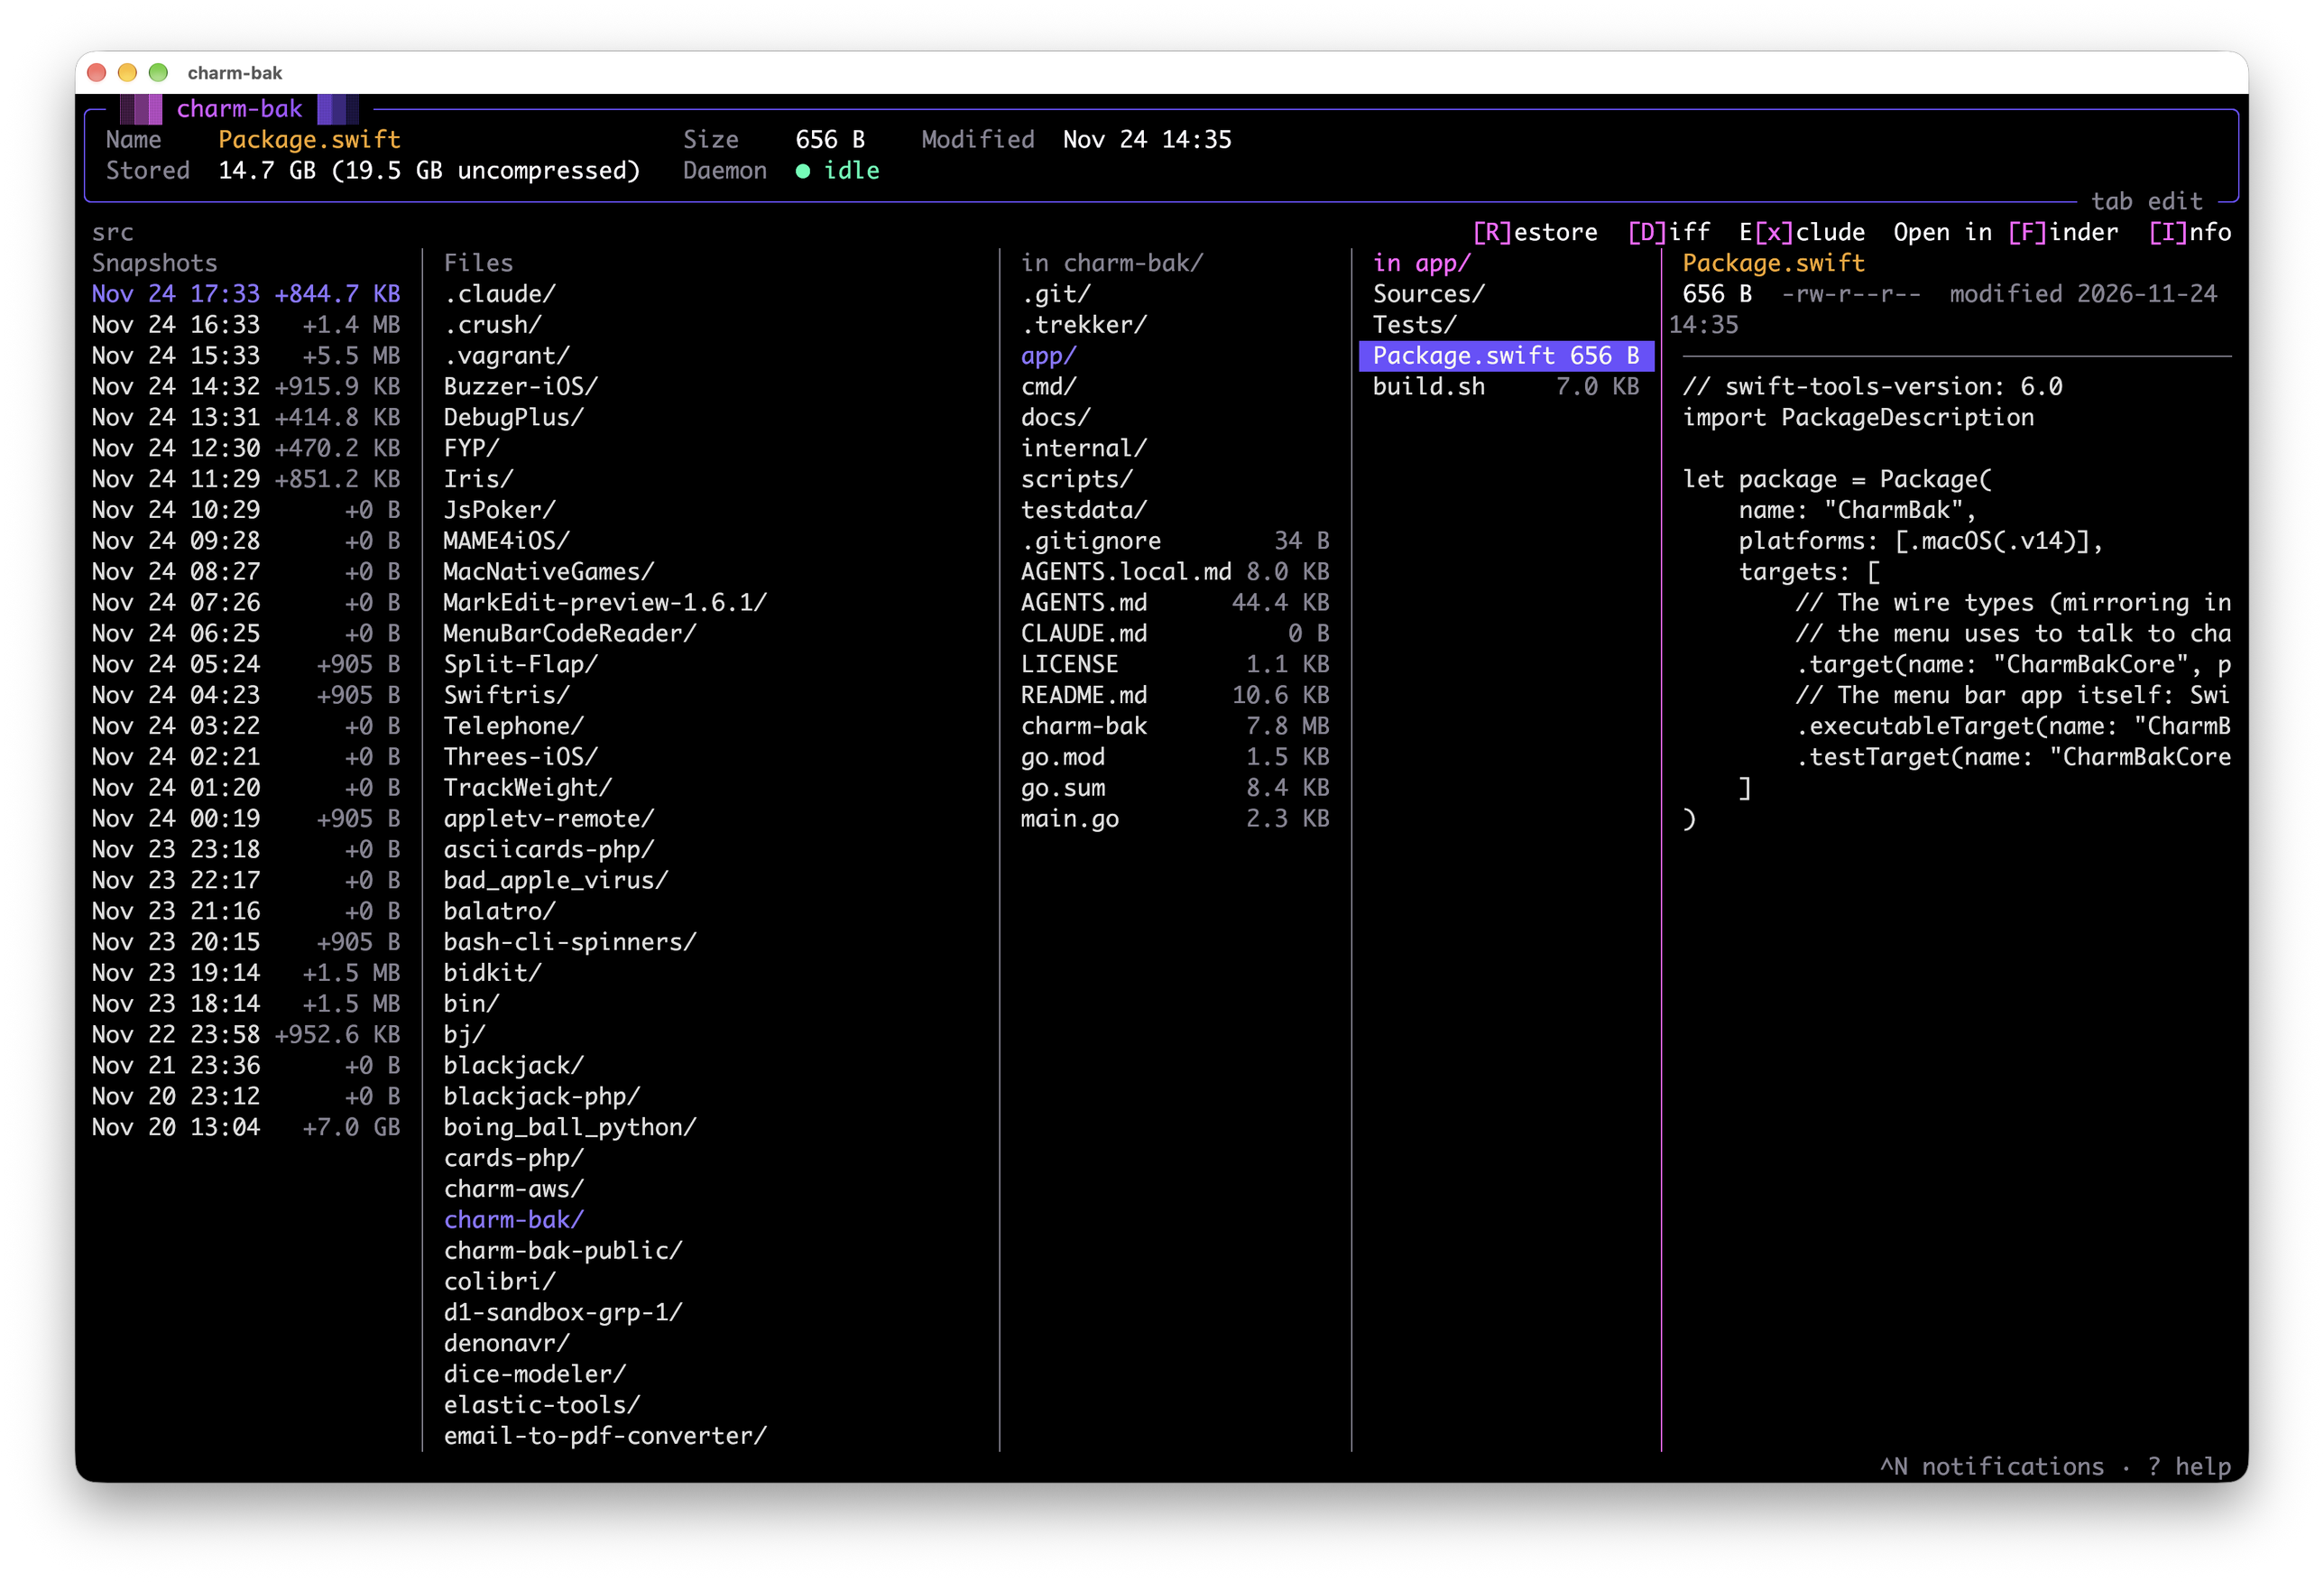 charm-bak
charm-bak
Name Package.swift Size 656 B Modified Nov 24 14:35
Stored 14.7 GB (19.5 GB uncompressed) Daemon ● idle
tab edit
src
[R]estore [D]iff E[x]clude Open in [F]inder [I]nfo
Snapshots
Nov 24 17:33 +844.7 KB
Nov 24 16:33 +1.4 MB
Nov 24 15:33 +5.5 MB
Nov 24 14:32 +915.9 KB
Nov 24 13:31 +414.8 KB
Nov 24 12:30 +470.2 KB
Nov 24 11:29 +851.2 KB
Nov 24 10:29 +0 B
Nov 24 09:28 +0 B
Nov 24 08:27 +0 B
Nov 24 07:26 +0 B
Nov 24 06:25 +0 B
Nov 24 05:24 +905 B
Nov 24 04:23 +905 B
Nov 24 03:22 +0 B
Nov 24 02:21 +0 B
Nov 24 01:20 +0 B
Nov 24 00:19 +905 B
Nov 23 23:18 +0 B
Nov 23 22:17 +0 B
Nov 23 21:16 +0 B
Nov 23 20:15 +905 B
Nov 23 19:14 +1.5 MB
Nov 23 18:14 +1.5 MB
Nov 22 23:58 +952.6 KB
Nov 21 23:36 +0 B
Nov 20 23:12 +0 B
Nov 20 13:04 +7.0 GB
Files
.claude/
.crush/
.vagrant/
Buzzer-iOS/
DebugPlus/
FYP/
Iris/
JsPoker/
MAME4iOS/
MacNativeGames/
MarkEdit-preview-1.6.1/
MenuBarCodeReader/
Split-Flap/
Swiftris/
Telephone/
Threes-iOS/
TrackWeight/
appletv-remote/
asciicards-php/
bad_apple_virus/
balatro/
bash-cli-spinners/
bidkit/
bin/
bj/
blackjack/
blackjack-php/
boing_ball_python/
cards-php/
charm-aws/
charm-bak/
charm-bak-public/
colibri/
d1-sandbox-grp-1/
denonavr/
dice-modeler/
elastic-tools/
email-to-pdf-converter/
in charm-bak/
.git/
.trekker/
app/
cmd/
docs/
internal/
scripts/
testdata/
.gitignore 34 B
AGENTS.local.md 8.0 KB
AGENTS.md 44.4 KB
CLAUDE.md 0 B
LICENSE 1.1 KB
README.md 10.6 KB
charm-bak 7.8 MB
go.mod 1.5 KB
go.sum 8.4 KB
main.go 2.3 KB
in app/
Sources/
Tests/
Package.swift 656 B
build.sh 7.0 KB
Package.swift
656 B -rw-r--r-- modified 2026-11-24
14:35
// swift-tools-version: 6.0
import PackageDescription
let package = Package(
name: "CharmBak",
platforms: [.macOS(.v14)],
targets: [
// The wire types (mirroring in
// the menu uses to talk to cha
.target(name: "CharmBakCore", p
// The menu bar app itself: Swi
.executableTarget(name: "CharmB
.testTarget(name: "CharmBakCore
]
)
^N notifications · ? help